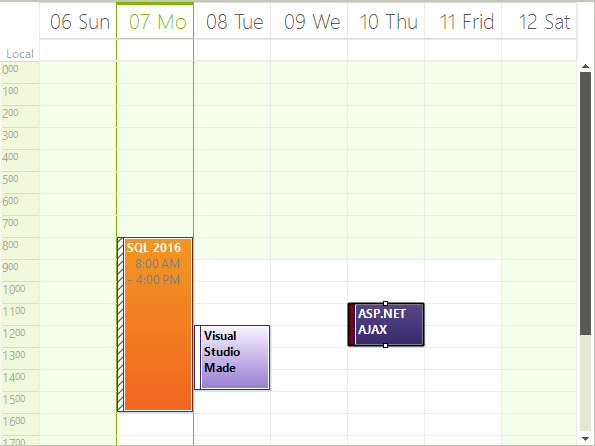 06 Sun 07 Mo 08 Tue 09 We 10 Thu 11 Frid 12 Sat
Local
000
100
200
300
400
500
600
700
800
900
1000
1100
1200
1300
1400
1500
1600
1700
SQL 2016
8:00 AM
- 4:00 PM
Visual
Studio
Made
ASP.NET
AJAX